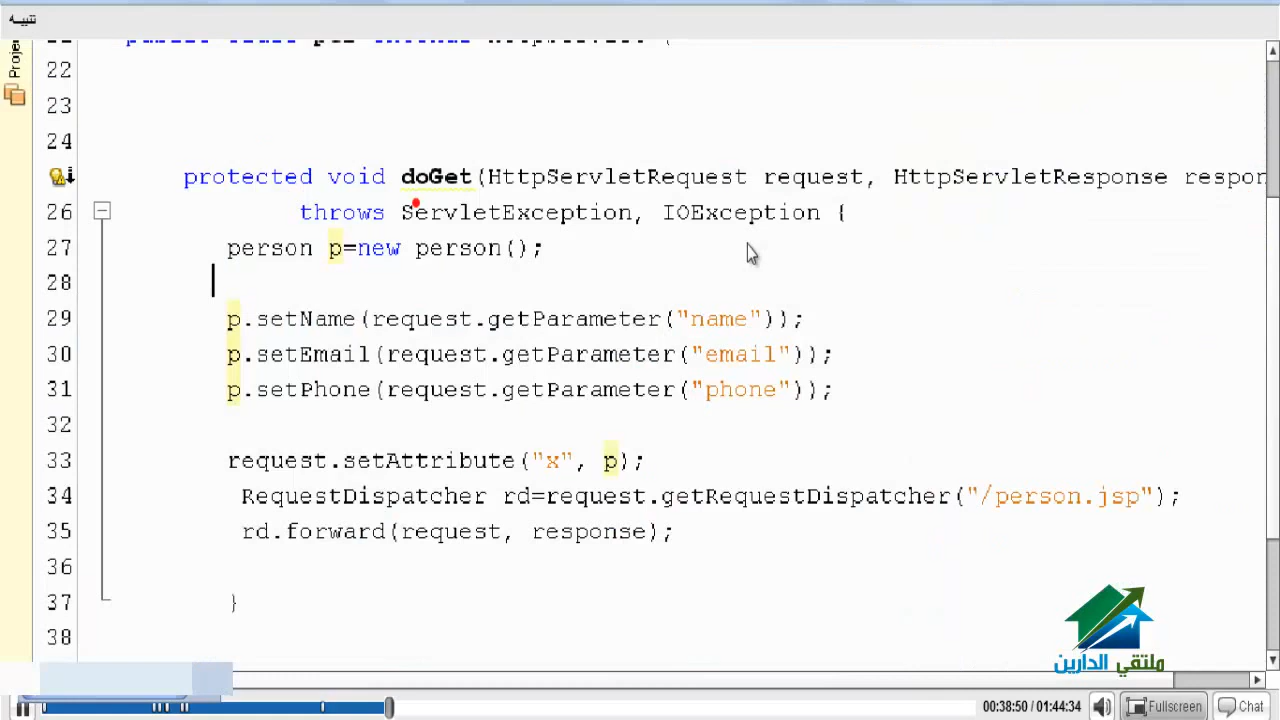 تنبيه
Projec
22
23
24
protected void doGet(HttpServletRequest request, HttpServletResponse respon
26 throws ServletException, IOException {
27 person p=new person();
28
29 p.setName(request.getParameter("name"));
30 p.setEmail(request.getParameter("email"));
31 p.setPhone(request.getParameter("phone"));
32
33 request.setAttribute("x", p);
34 RequestDispatcher rd=request.getRequestDispatcher("/person.jsp");
35 rd.forward(request, response);
36
37 }
38
ملتقي الدارين
00:38:50 / 01:44:34 Fullscreen Chat